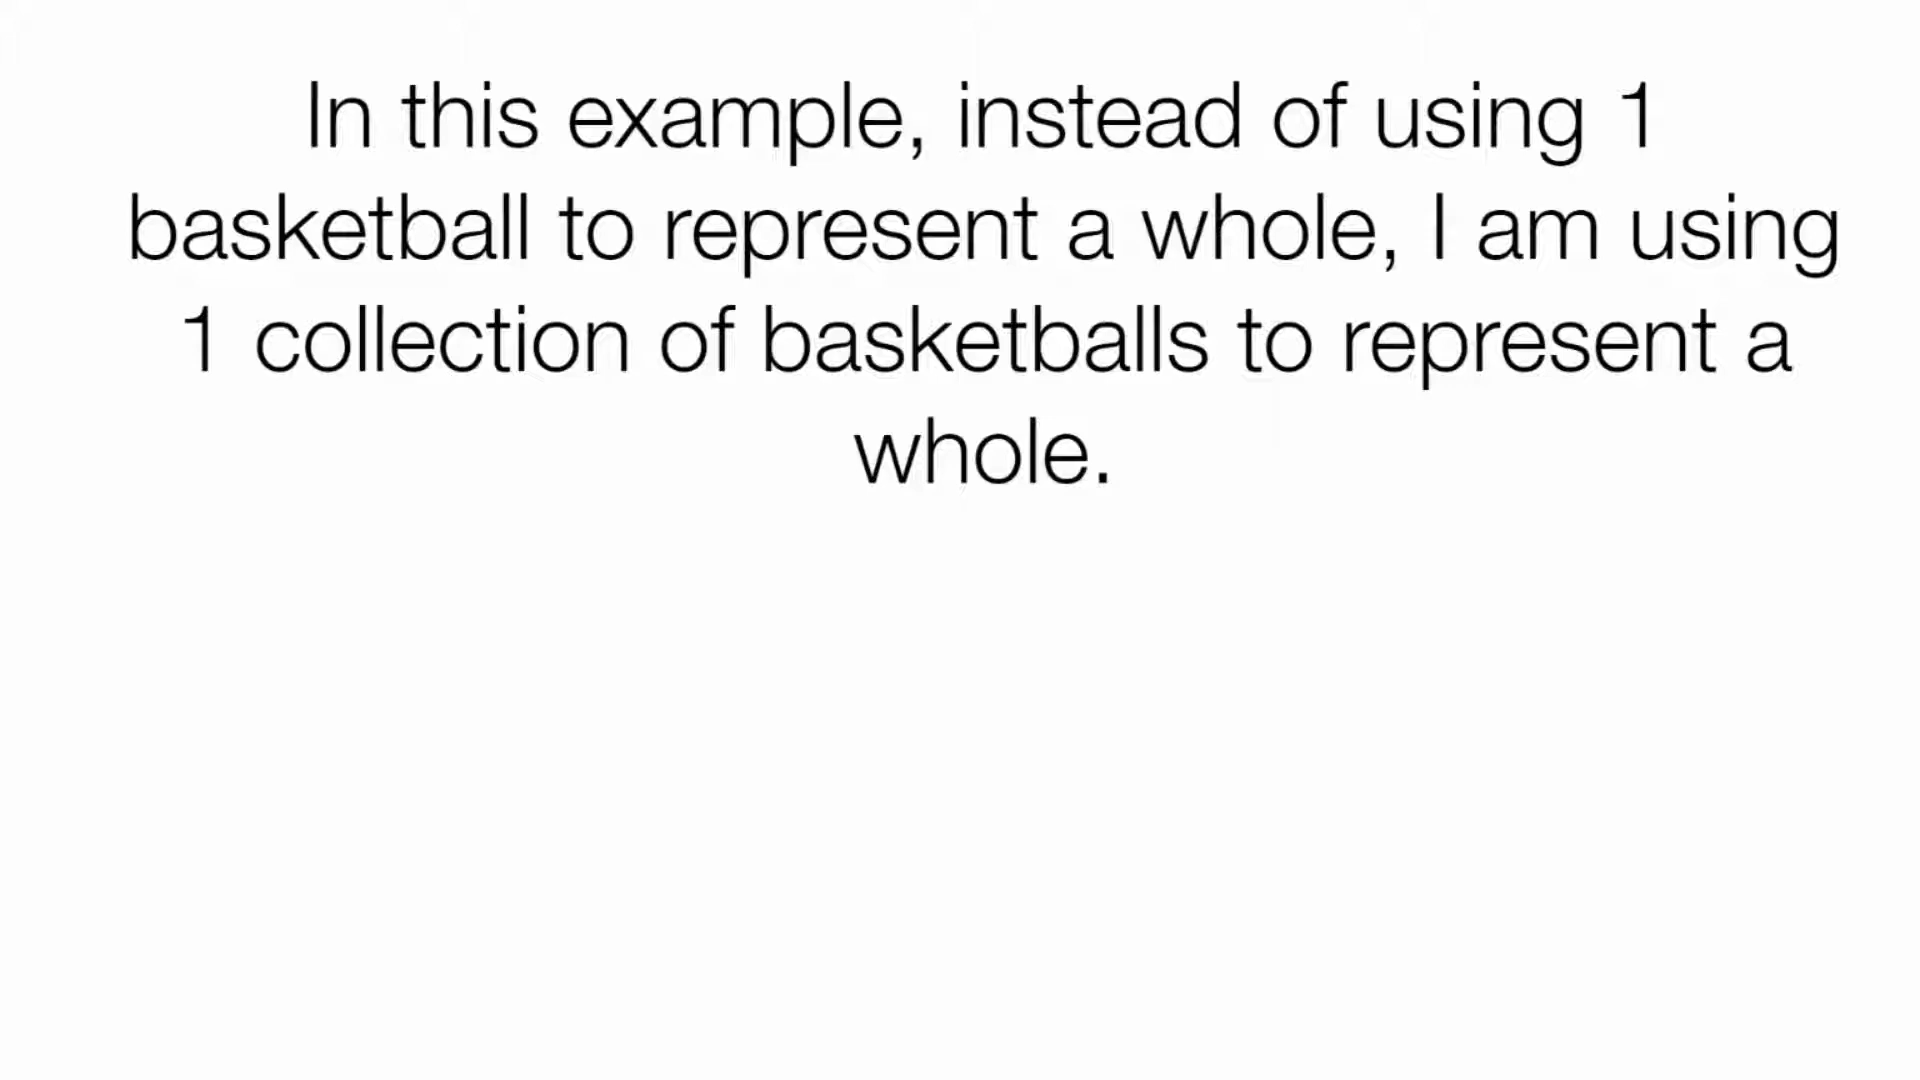 In this example, instead of using 1
basketball to represent a whole, I am using
1 collection of basketballs to represent a
whole.